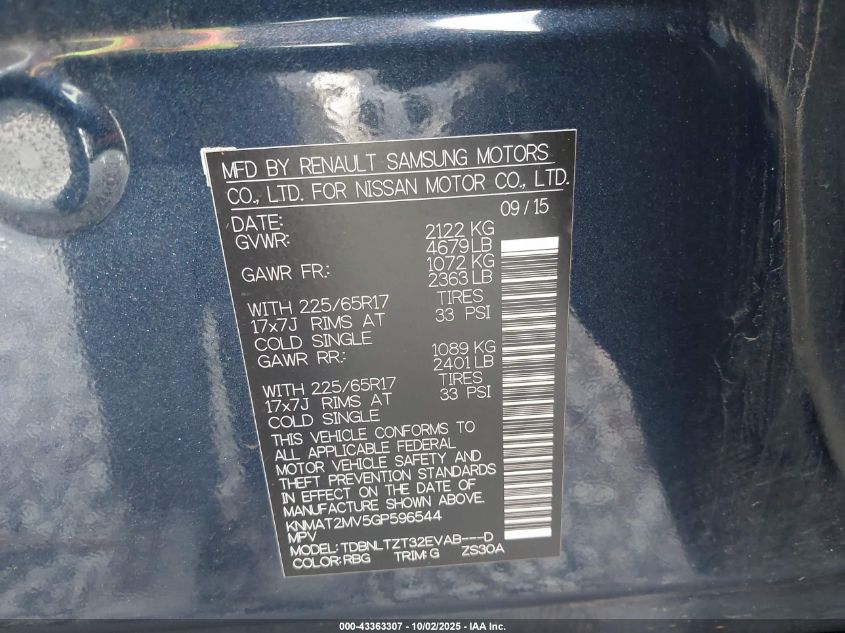 MFD BY RENAULT SAMSUNG MOTORS
CO., LTD. FOR NISSAN MOTOR CO., LTD.
DATE: 09/15
GVWR: 2122 KG
4679 LB
GAWR FR.: 1072 KG
2363 LB
WITH 225/65R17 TIRES
17x7J RIMS AT 33 PSI
COLD SINGLE
GAWR RR.: 1089 KG
2401 LB
WITH 225/65R17 TIRES
17x7J RIMS AT 33 PSI
COLD SINGLE
THIS VEHICLE CONFORMS TO
ALL APPLICABLE FEDERAL
MOTOR VEHICLE SAFETY AND
THEFT PREVENTION STANDARDS
IN EFFECT ON THE DATE OF
MANUFACTURE SHOWN ABOVE.
KNMAT2MV5GP596544
MPV
MODEL: TDBNLTZT32EVAB---D
COLOR: RBG TRIM: G ZS30A
000-43363307 - 10/02/2025 - IAA Inc.